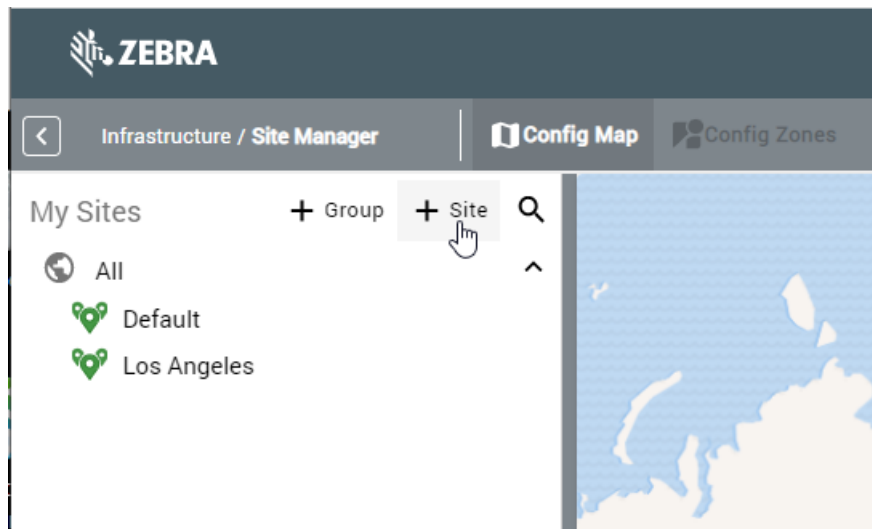 ZEBRA
Infrastructure / Site Manager
Config Map
Config Zones
My Sites
+ Group
+ Site
All
Default
Los Angeles